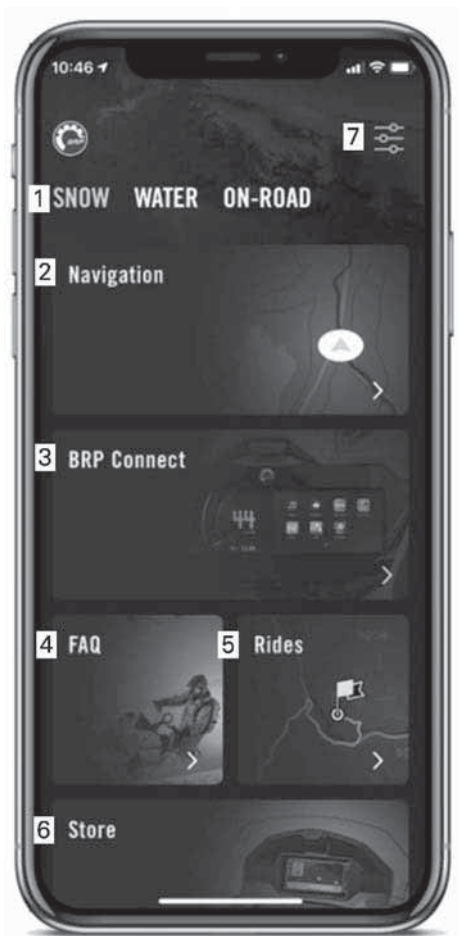 10:46
7
1 SNOW WATER ON-ROAD
2 Navigation
3 BRP Connect
4 FAQ 5 Rides
6 Store